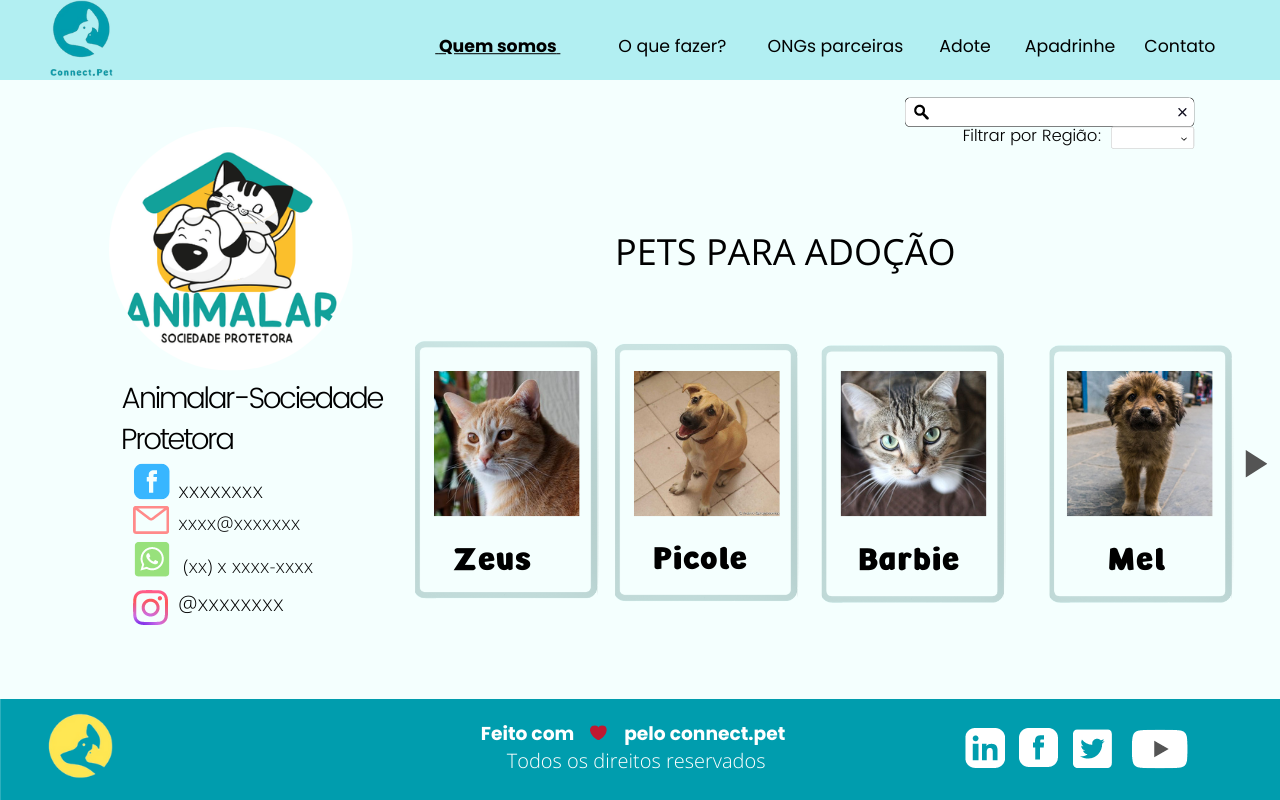 Connect.Pet
Quem somos
O que fazer?
ONGs parceiras
Adote
Apadrinhe
Contato
Filtrar por Região:
ANIMALAR
SOCIEDADE PROTETORA
PETS PARA ADOÇÃO
Animalar-Sociedade
Protetora
xxxxxxxx
xxxx@xxxxxxx
(xx) x xxxx-xxxx
@xxxxxxxx
Zeus
Picole
Barbie
Mel
Feito com pelo connect.pet
Todos os direitos reservados